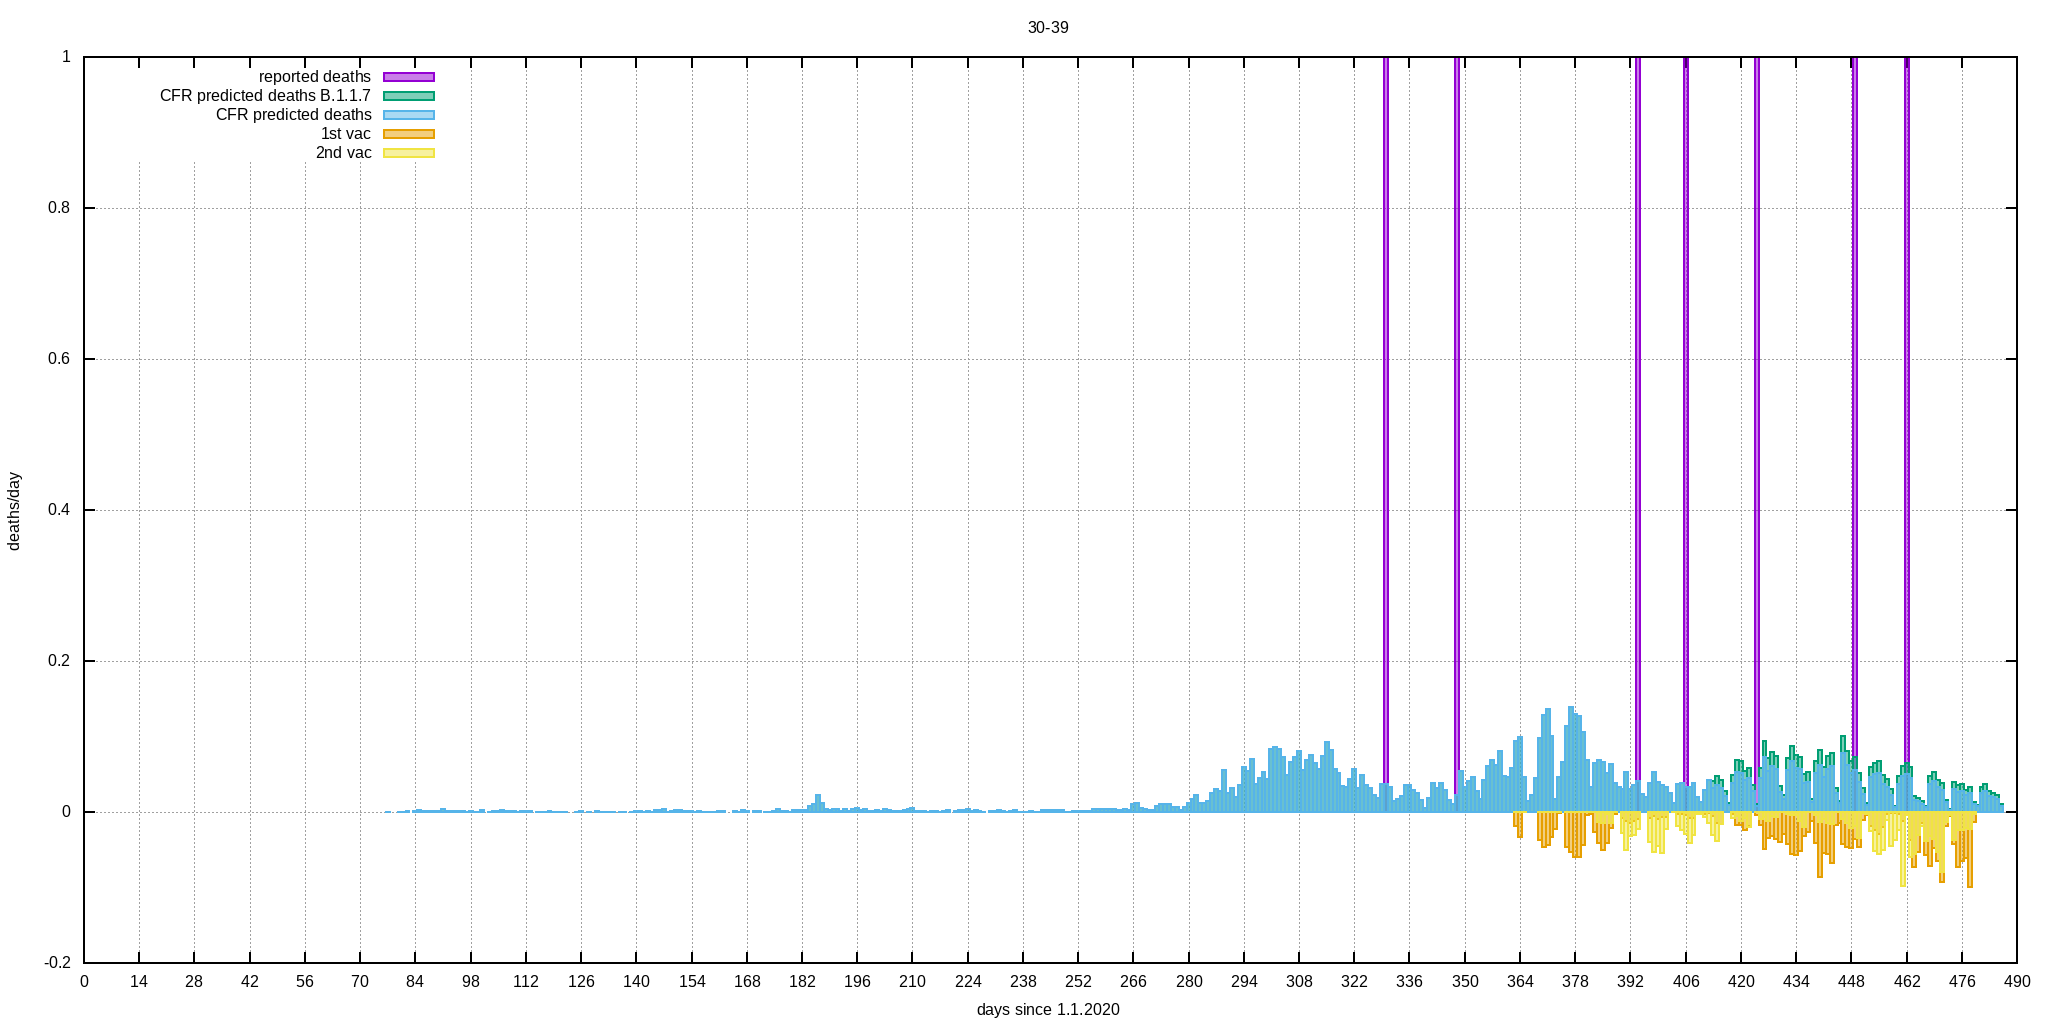 30-39
reported deaths
CFR predicted deaths B.1.1.7
CFR predicted deaths
1st vac
2nd vac
1
0.8
0.6
0.4
0.2
0
-0.2
deaths/day
0 14 28 42 56 70 84 98 112 126 140 154 168 182 196 210 224 238 252 266 280 294 308 322 336 350 364 378 392 406 420 434 448 462 476 490
days since 1.1.2020